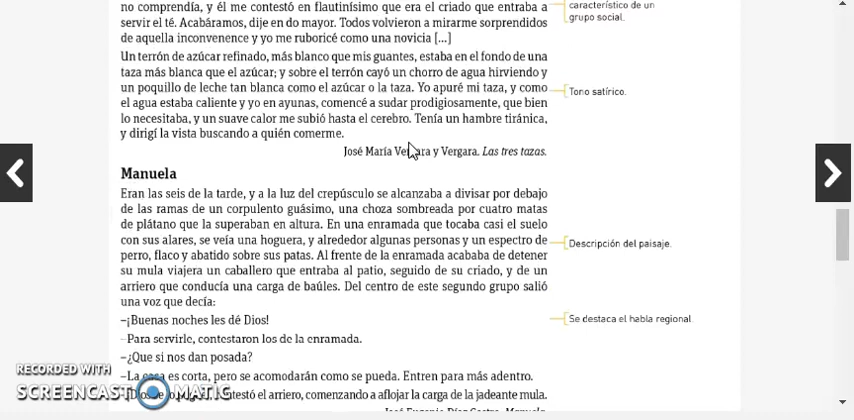 no comprendía, y él me contestó en flautinísimo que era el criado que entraba a
servir el té. Acabáramos, dije en do mayor. Todos volvieron a mirarme sorprendidos
de aquella inconvenencia y yo me ruboricé como una novicia [...]
característico de un
grupo social.
Un terrón de azúcar refinado, más blanco que mis guantes, estaba en el fondo de una
taza más blanca que el azúcar; y sobre el terrón cayó un chorro de agua hirviendo y
un poquillo de leche tan blanca como el azúcar o la taza. Yo apuré mi taza, y como
el agua estaba caliente y yo en ayunas, comencé a sudar prodigiosamente, que bien
lo necesitaba, y un suave calor me subió hasta el cerebro. Tenía un hambre tiránica,
y dirigí la vista buscando a quién comerme.
Tono satírico.
José María Vergara y Vergara. Las tres tazas.
Manuela
Eran las seis de la tarde, y a la luz del crepúsculo se alcanzaba a divisar por debajo
de las ramas de un corpulento guásimo, una choza sombreada por cuatro matas
de plátano que la superaban en altura. En una enramada que tocaba casi el suelo
con sus alares, se veía una hoguera, y alrededor algunas personas y un espectro de
perro, flaco y abatido sobre sus patas. Al frente de la enramada acababa de detener
su mula viajera un caballero que entraba al patio, seguido de su criado, y de un
arriero que conducía una carga de baúles. Del centro de este segundo grupo salió
una voz que decía:
Descripción del paisaje.
–¡Buenas noches les dé Dios!
Se destaca el habla regional.
–Para servirle, contestaron los de la enramada.
–¿Que si nos dan posada?
–La casa es corta, pero se acomodarán como se pueda. Entren para más adentro.
contestó el arriero, comenzando a aflojar la carga de la jadeante mula.
José Eugenio Díaz Castro. Manuela.
RECORDED WITH
SCREENCAST MATIC